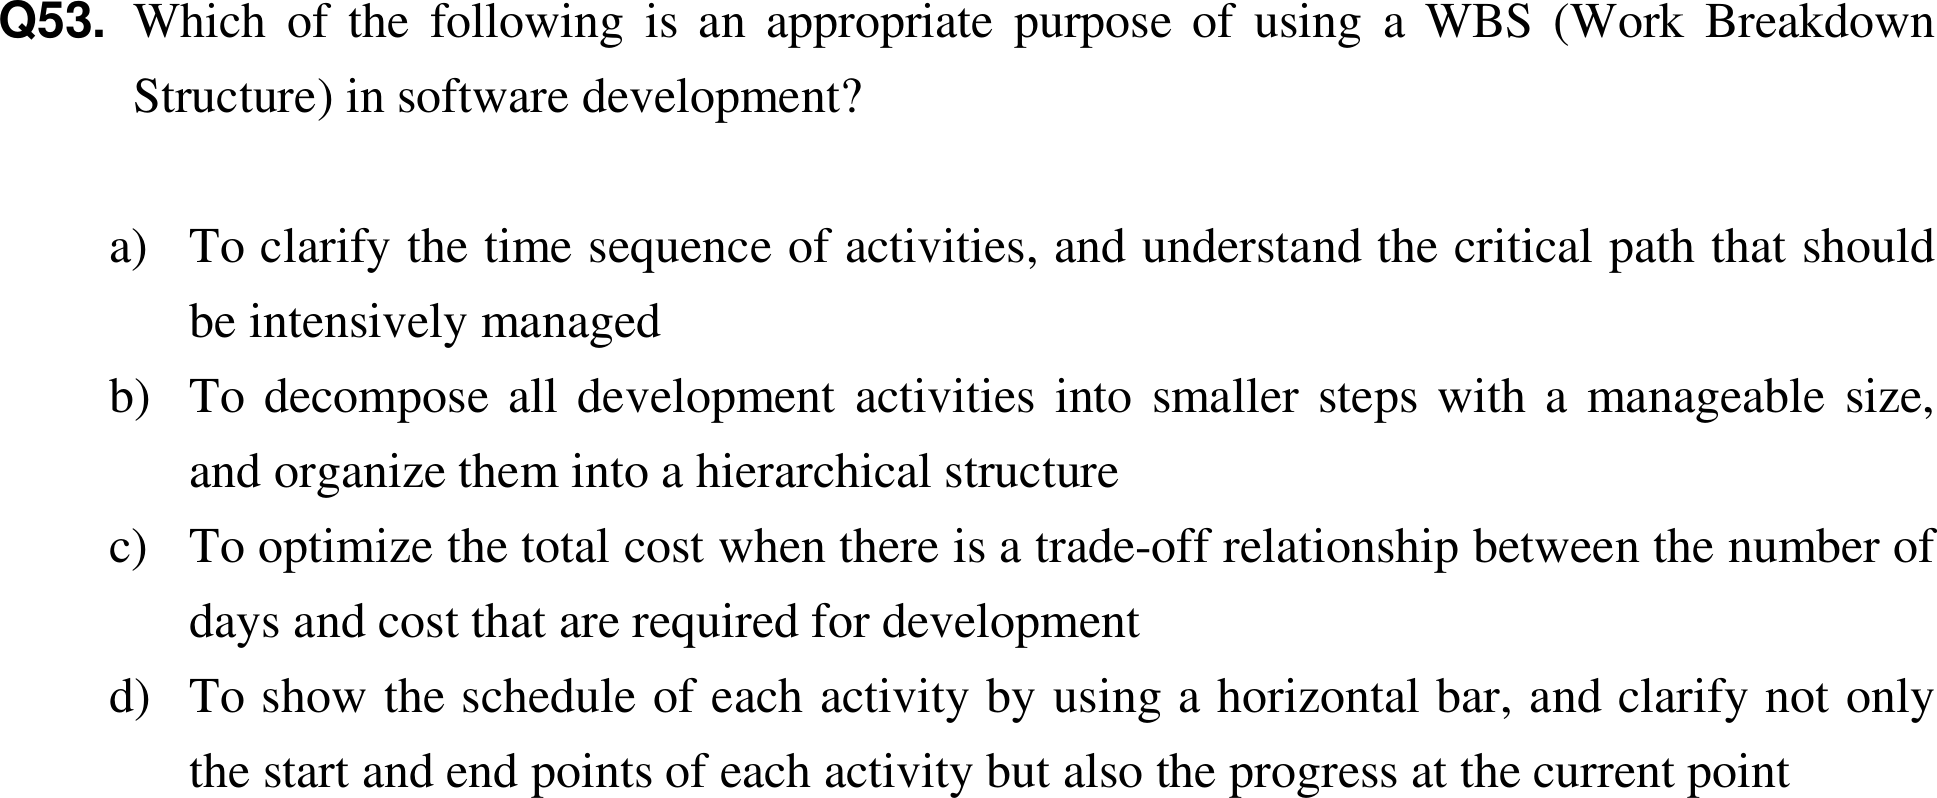 Q53. Which of the following is an appropriate purpose of using a WBS (Work Breakdown
Structure) in software development?
a) To clarify the time sequence of activities, and understand the critical path that should
be intensively managed
b) To decompose all development activities into smaller steps with a manageable size,
and organize them into a hierarchical structure
c) To optimize the total cost when there is a trade-off relationship between the number of
days and cost that are required for development
d) To show the schedule of each activity by using a horizontal bar, and clarify not only
the start and end points of each activity but also the progress at the current point